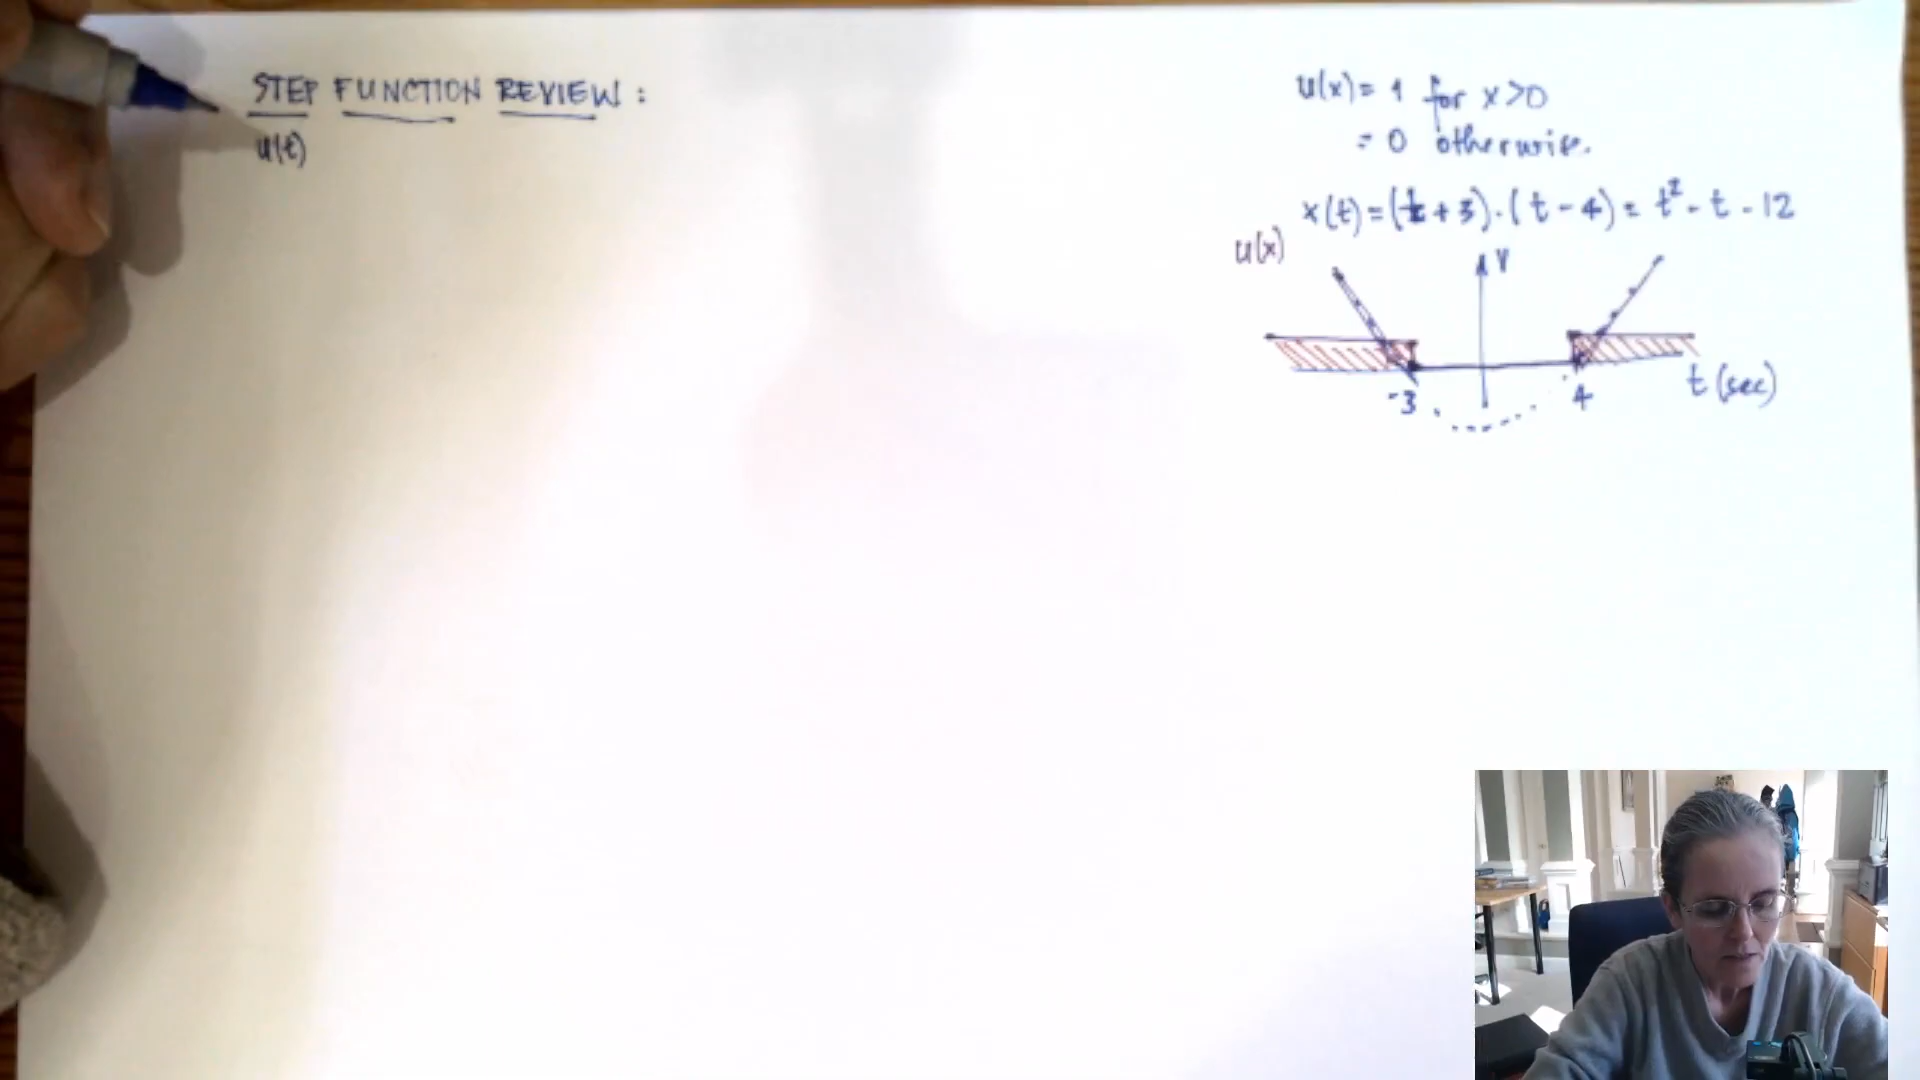 STEP FUNCTION REVIEW :
u(t)
u(x) = 1 for x>0
= 0 otherwise.
x(t) = (t+3).(t-4) = t² - t - 12
u(x)
V
-3
4
t (sec)